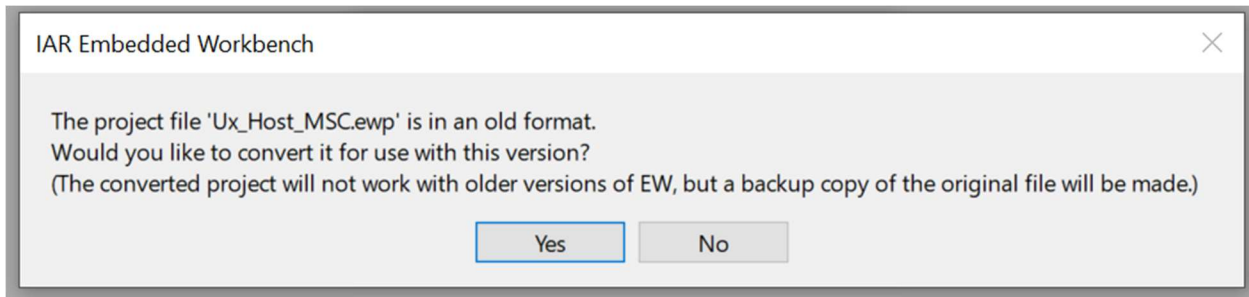 IAR Embedded Workbench
The project file 'Ux_Host_MSC.ewp' is in an old format.
Would you like to convert it for use with this version?
(The converted project will not work with older versions of EW, but a backup copy of the original file will be made.)
Yes
No